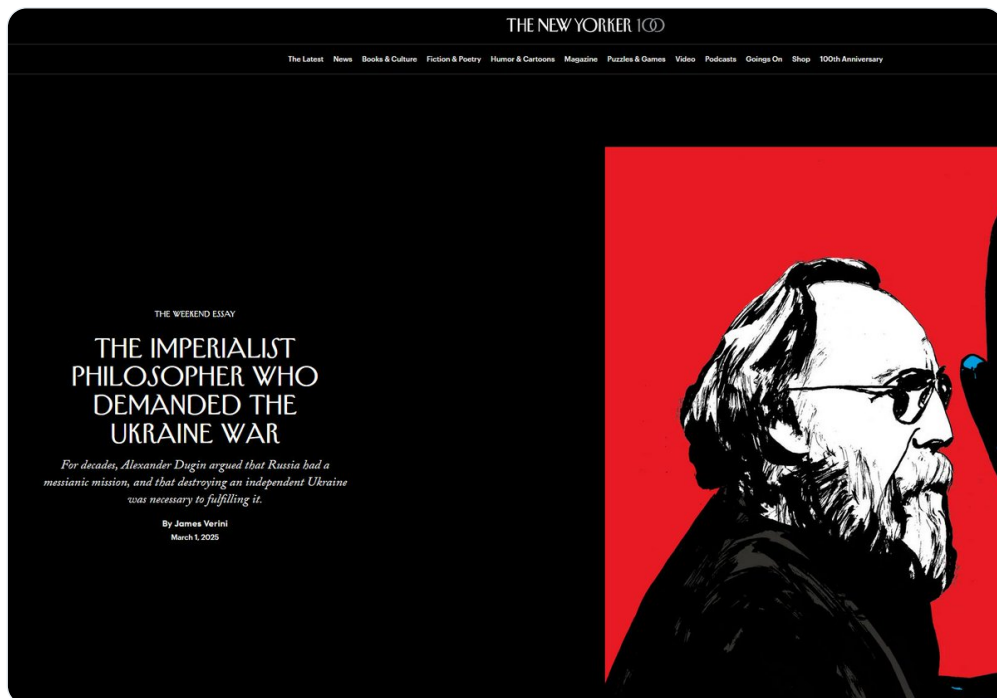 THE NEW YORKER 100
The Latest News Books & Culture Fiction & Poetry Humor & Cartoons Magazine Puzzles & Games Video Podcasts Goings On Shop 100th Anniversary
THE WEEKEND ESSAY
THE IMPERIALIST
PHILOSOPHER WHO
DEMANDED THE
UKRAINE WAR
For decades, Alexander Dugin argued that Russia had a
messianic mission, and that destroying an independent Ukraine
was necessary to fulfilling it.
By James Verini
March 1, 2025